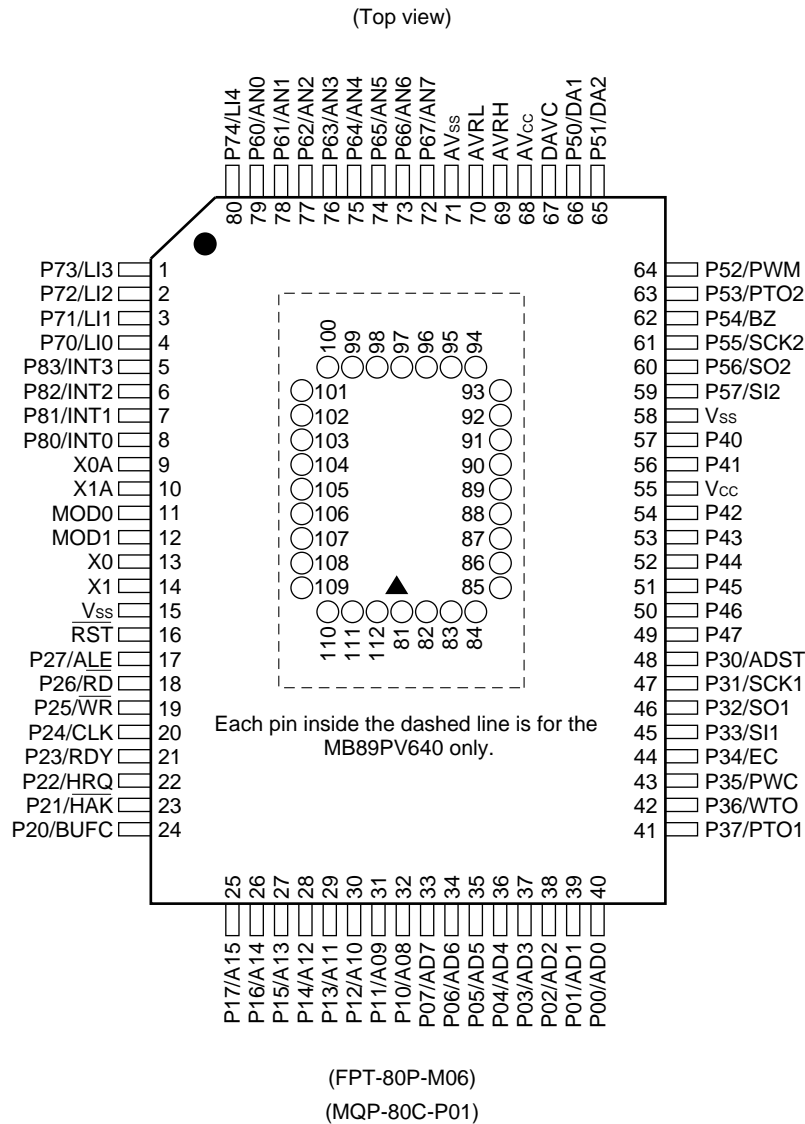 (Top view)
P74/LI4
P60/AN0
P61/AN1
P62/AN2
P63/AN3
P64/AN4
P65/AN5
P66/AN6
P67/AN7
AVss
AVRL
AVRH
AVcc
DAVC
P50/DA1
P51/DA2
80 79 78 77 76 75 74 73 72 71 70 69 68 67 66 65
P73/LI3 1
P72/LI2 2
P71/LI1 3
P70/LI0 4
P83/INT3 5
P82/INT2 6
P81/INT1 7
P80/INT0 8
X0A 9
X1A 10
MOD0 11
MOD1 12
X0 13
X1 14
Vss 15
RST 16
P27/ALE 17
P26/RD 18
P25/WR 19
P24/CLK 20
P23/RDY 21
P22/HRQ 22
P21/HAK 23
P20/BUFC 24
64 P52/PWM
63 P53/PTO2
62 P54/BZ
61 P55/SCK2
60 P56/SO2
59 P57/SI2
58 Vss
57 P40
56 P41
55 Vcc
54 P42
53 P43
52 P44
51 P45
50 P46
49 P47
48 P30/ADST
47 P31/SCK1
46 P32/SO1
45 P33/SI1
44 P34/EC
43 P35/PWC
42 P36/WTO
41 P37/PTO1
100 99 98 97 96 95 94
101 93
102 92
103 91
104 90
105 89
106 88
107 87
108 86
109 85
110 111 112 81 82 83 84
Each pin inside the dashed line is for the
MB89PV640 only.
25 26 27 28 29 30 31 32 33 34 35 36 37 38 39 40
P17/A15
P16/A14
P15/A13
P14/A12
P13/A11
P12/A10
P11/A09
P10/A08
P07/AD7
P06/AD6
P05/AD5
P04/AD4
P03/AD3
P02/AD2
P01/AD1
P00/AD0
(FPT-80P-M06)
(MQP-80C-P01)